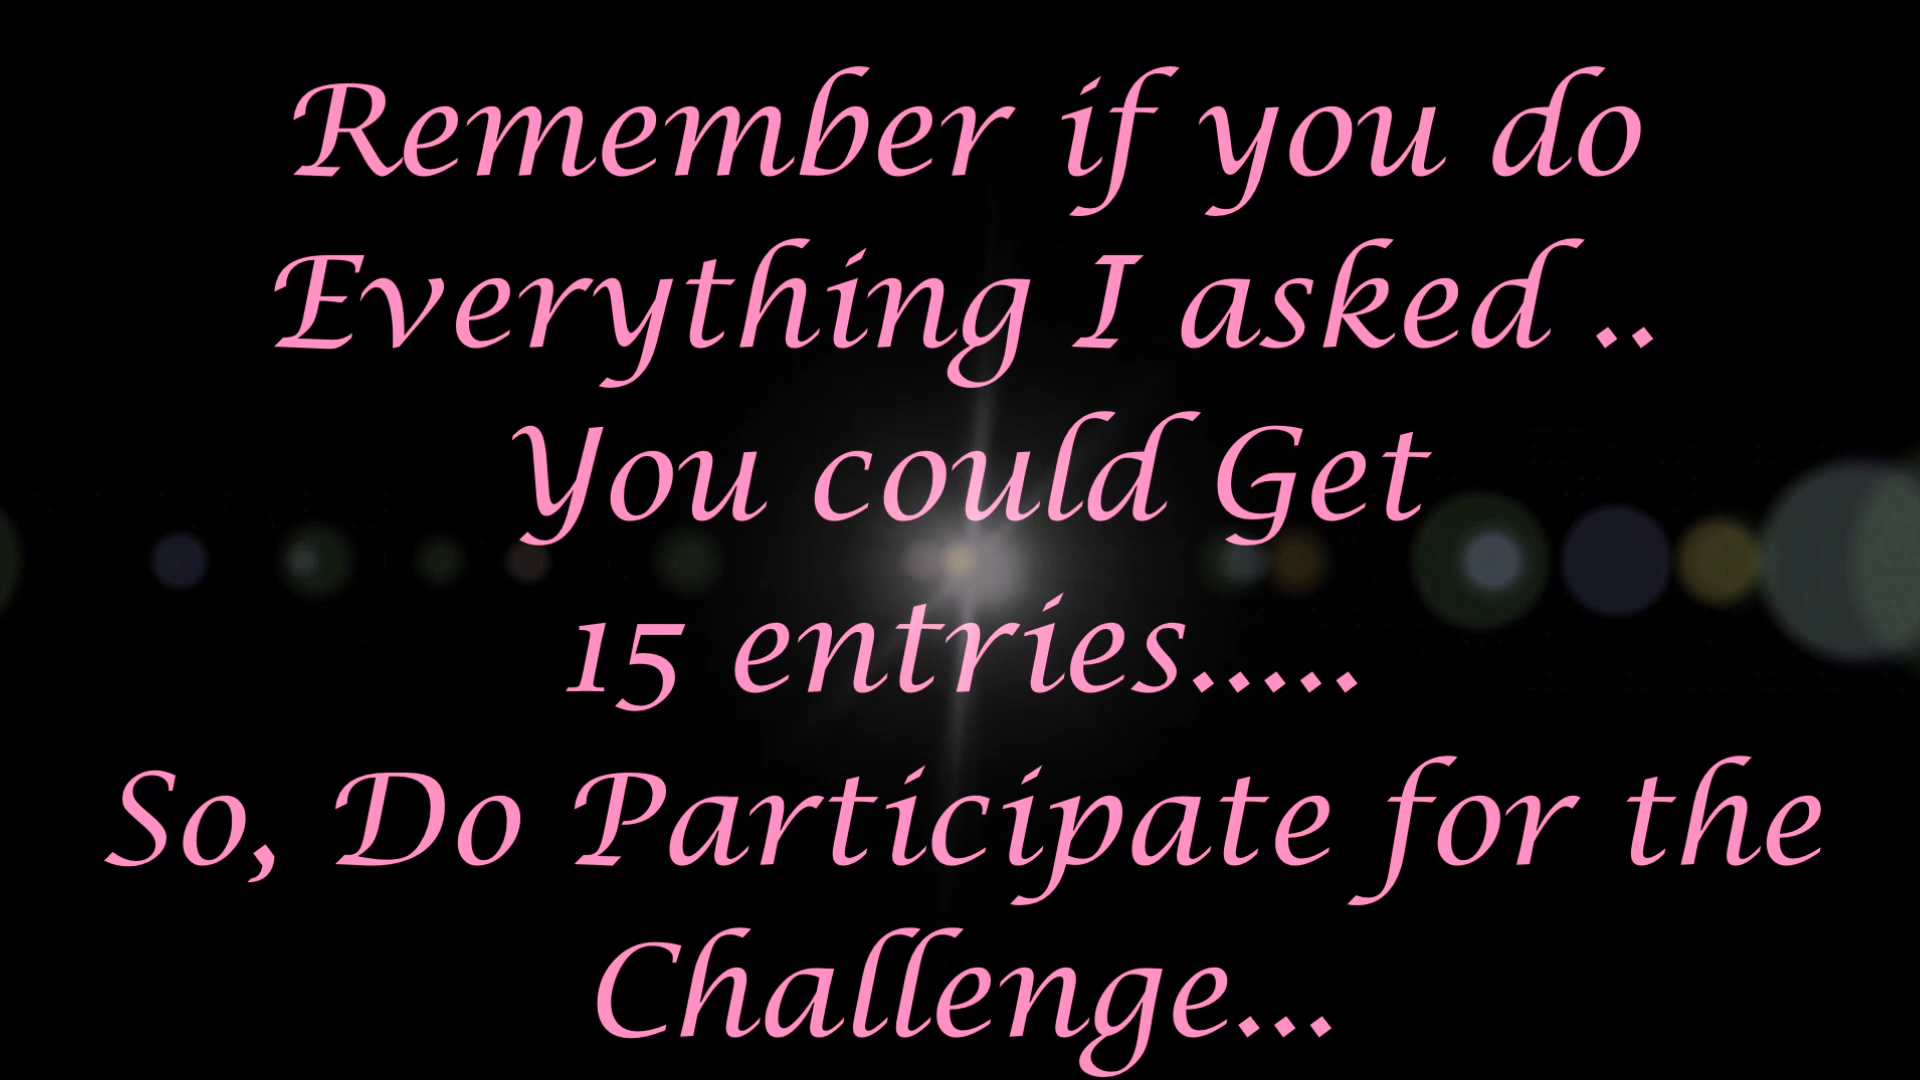 Remember if you do
Everything I asked ..
You could Get
15 entries.....
So, Do Participate for the
Challenge...